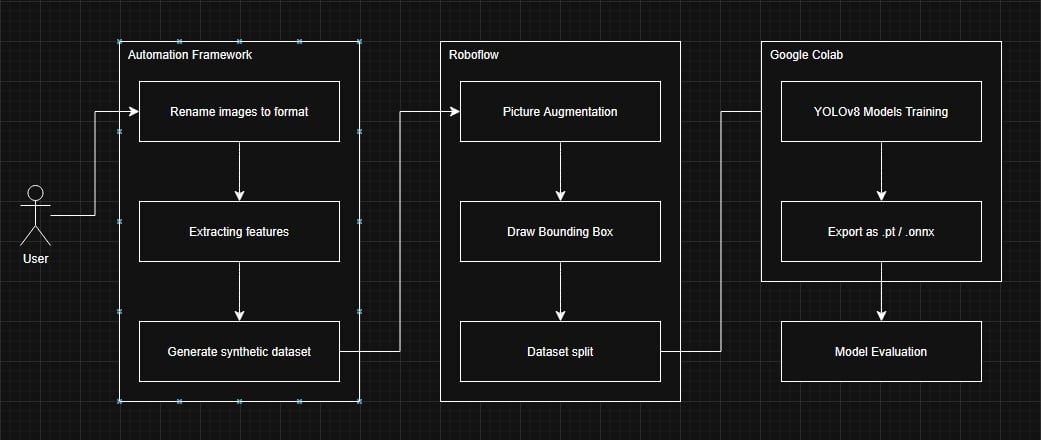 Automation Framework
Rename images to format
Extracting features
Generate synthetic dataset
User
Roboflow
Picture Augmentation
Draw Bounding Box
Dataset split
Google Colab
YOLOv8 Models Training
Export as .pt / .onnx
Model Evaluation